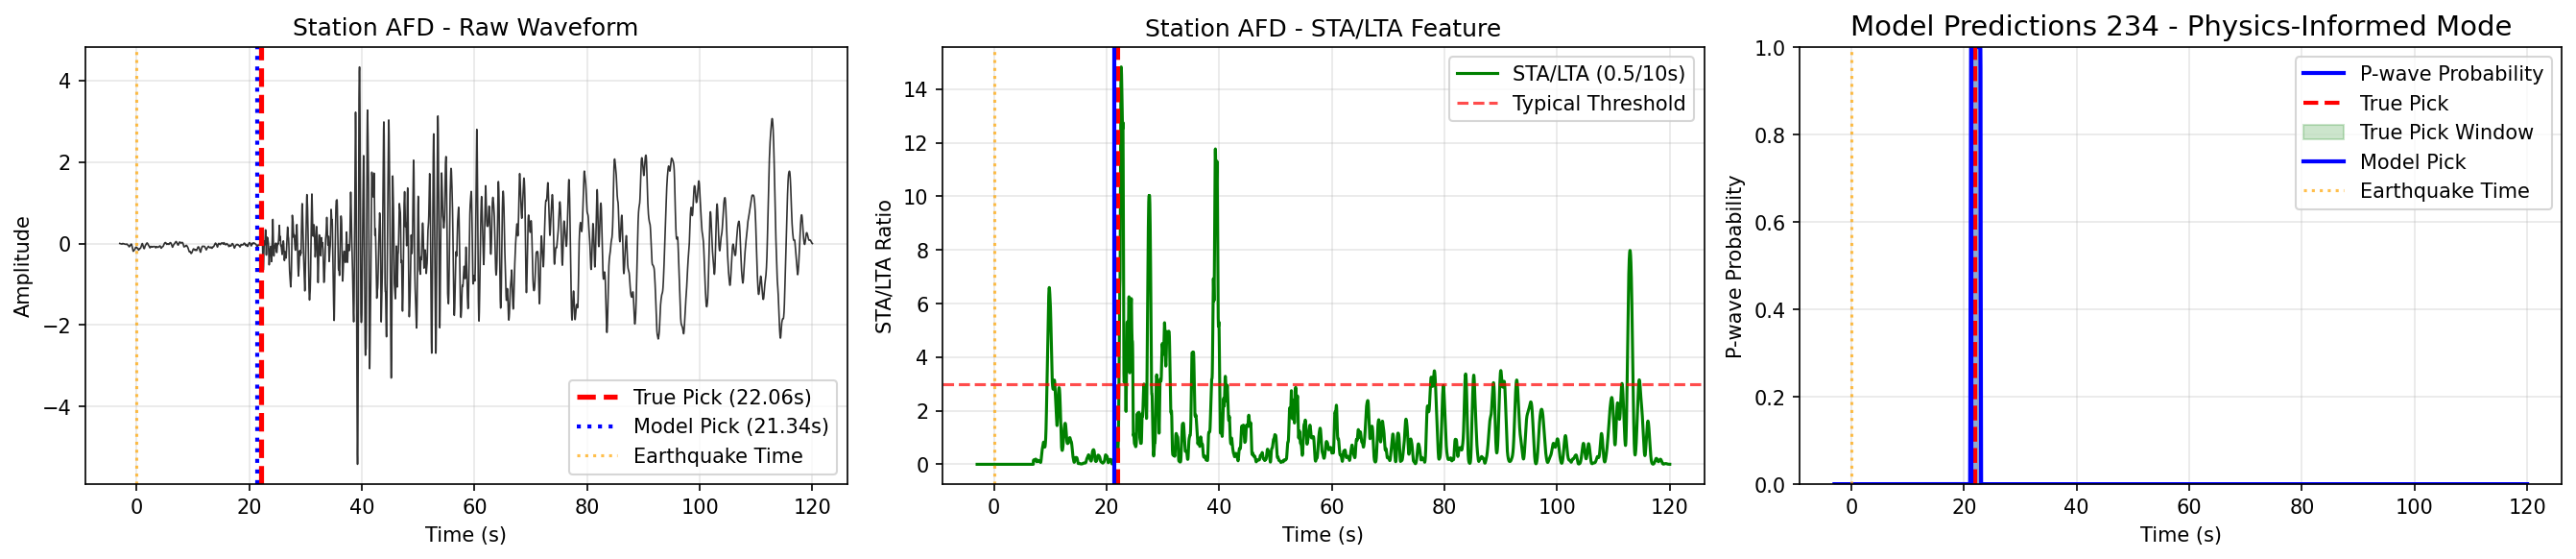 Station AFD - Raw Waveform
Amplitude
4
2
0
−2
−4
True Pick (22.06s)
Model Pick (21.34s)
Earthquake Time
0 20 40 60 80 100 120
Time (s)
Station AFD - STA/LTA Feature
STA/LTA Ratio
14
12
10
8
6
4
2
0
STA/LTA (0.5/10s)
Typical Threshold
0 20 40 60 80 100 120
Time (s)
Model Predictions 234 - Physics-Informed Mode
P-wave Probability
1.0
0.8
0.6
0.4
0.2
0.0
P-wave Probability
True Pick
True Pick Window
Model Pick
Earthquake Time
0 20 40 60 80 100 120
Time (s)